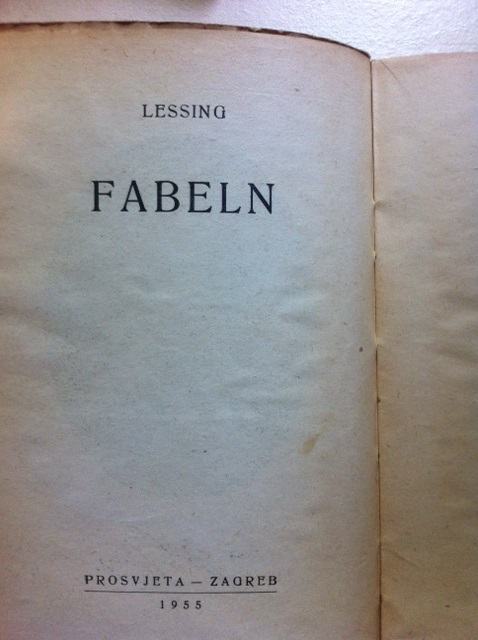 LESSING
FABELN
PROSVJETA — ZAGREB
1955